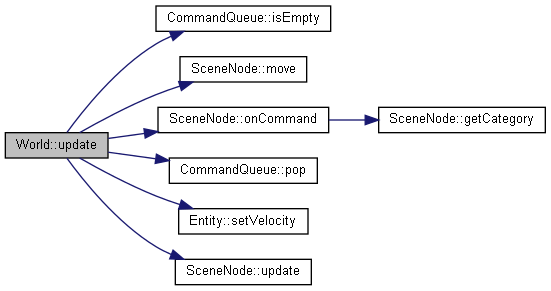 CommandQueue::isEmpty
SceneNode::move
SceneNode::onCommand
SceneNode::getCategory
World::update
CommandQueue::pop
Entity::setVelocity
SceneNode::update